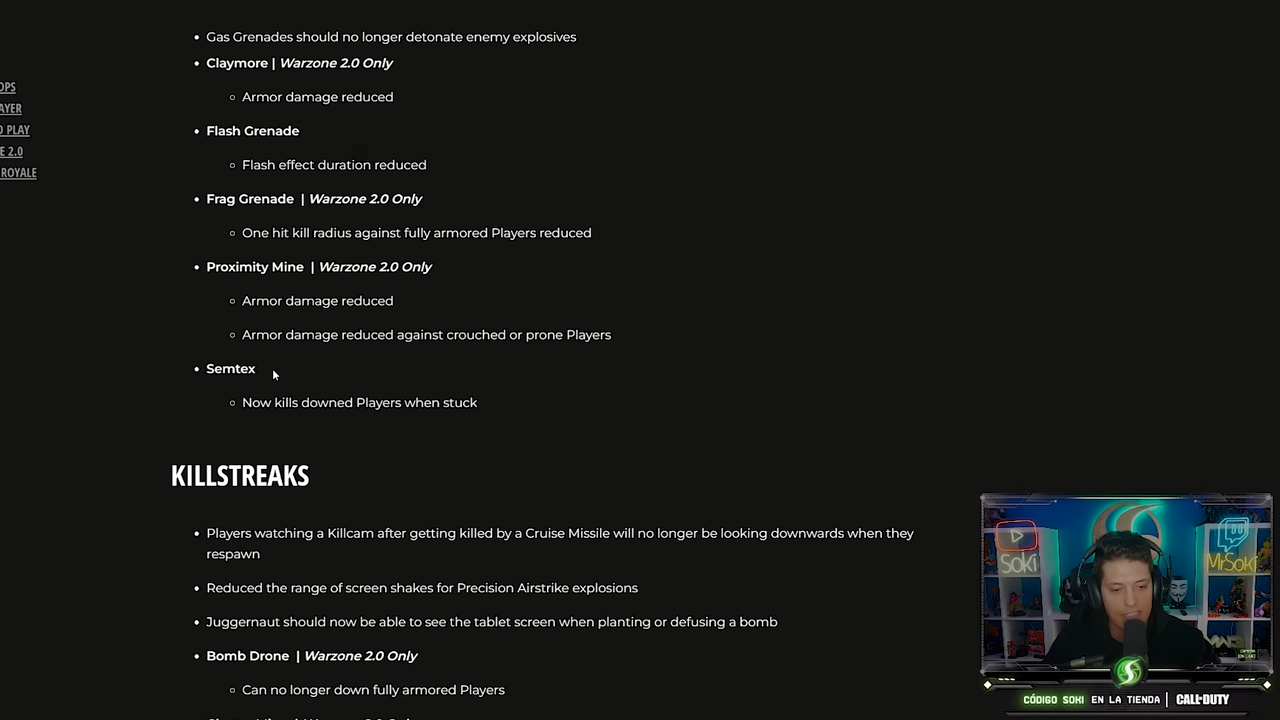 Gas Grenades should no longer detonate enemy explosives
Claymore | Warzone 2.0 Only
OPS
Armor damage reduced
AYER
Flash Grenade
O PLAY
E 2.0
Flash effect duration reduced
ROYALE
Frag Grenade | Warzone 2.0 Only
One hit kill radius against fully armored Players reduced
Proximity Mine | Warzone 2.0 Only
Armor damage reduced
Armor damage reduced against crouched or prone Players
Semtex
Now kills downed Players when stuck
KILLSTREAKS
Players watching a Killcam after getting killed by a Cruise Missile will no longer be looking downwards when they
respawn
Reduced the range of screen shakes for Precision Airstrike explosions
Juggernaut should now be able to see the tablet screen when planting or defusing a bomb
Bomb Drone | Warzone 2.0 Only
Can no longer down fully armored Players
Soki
MrSoki
CÓDIGO SOKI EN LA TIENDA | CALL OF DUTY